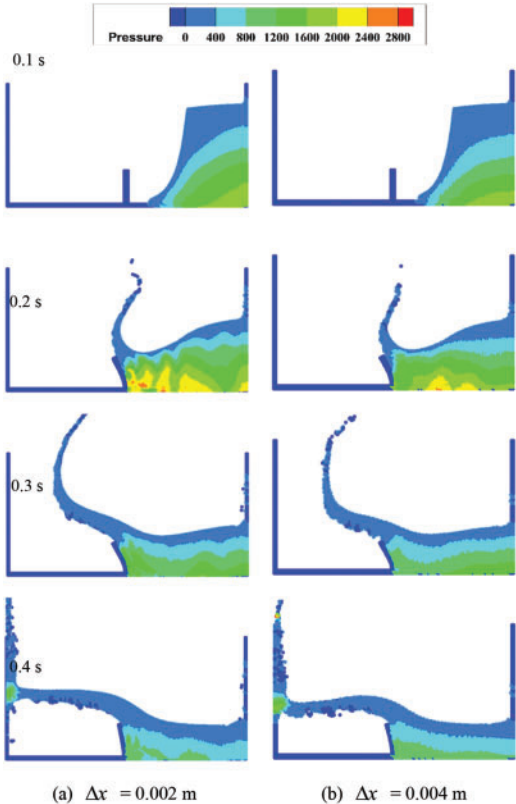 Pressure 0 400 800 1200 1600 2000 2400 2800
0.1 s
0.2 s
0.3 s
0.4 s
(a) Δx = 0.002 m (b) Δx = 0.004 m